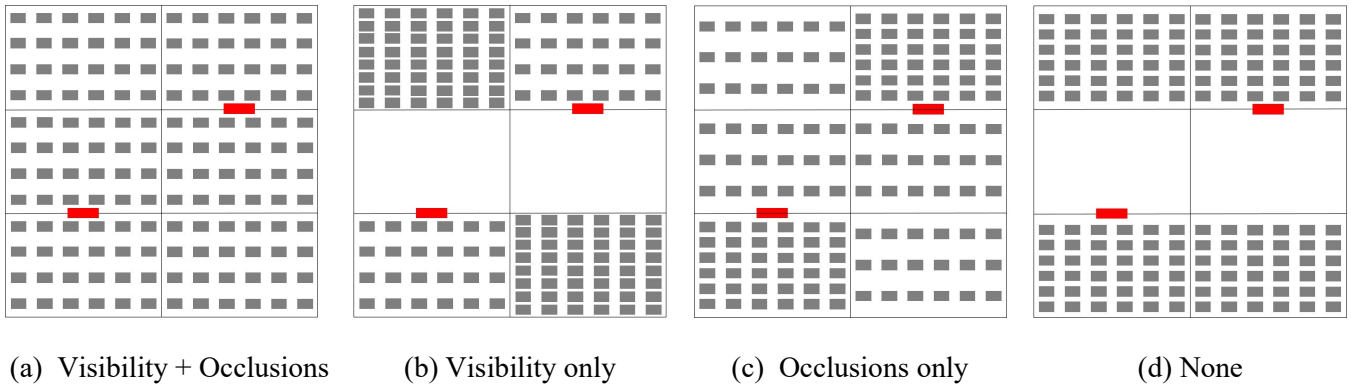 (a) Visibility + Occlusions
(b) Visibility only
(c) Occlusions only
(d) None